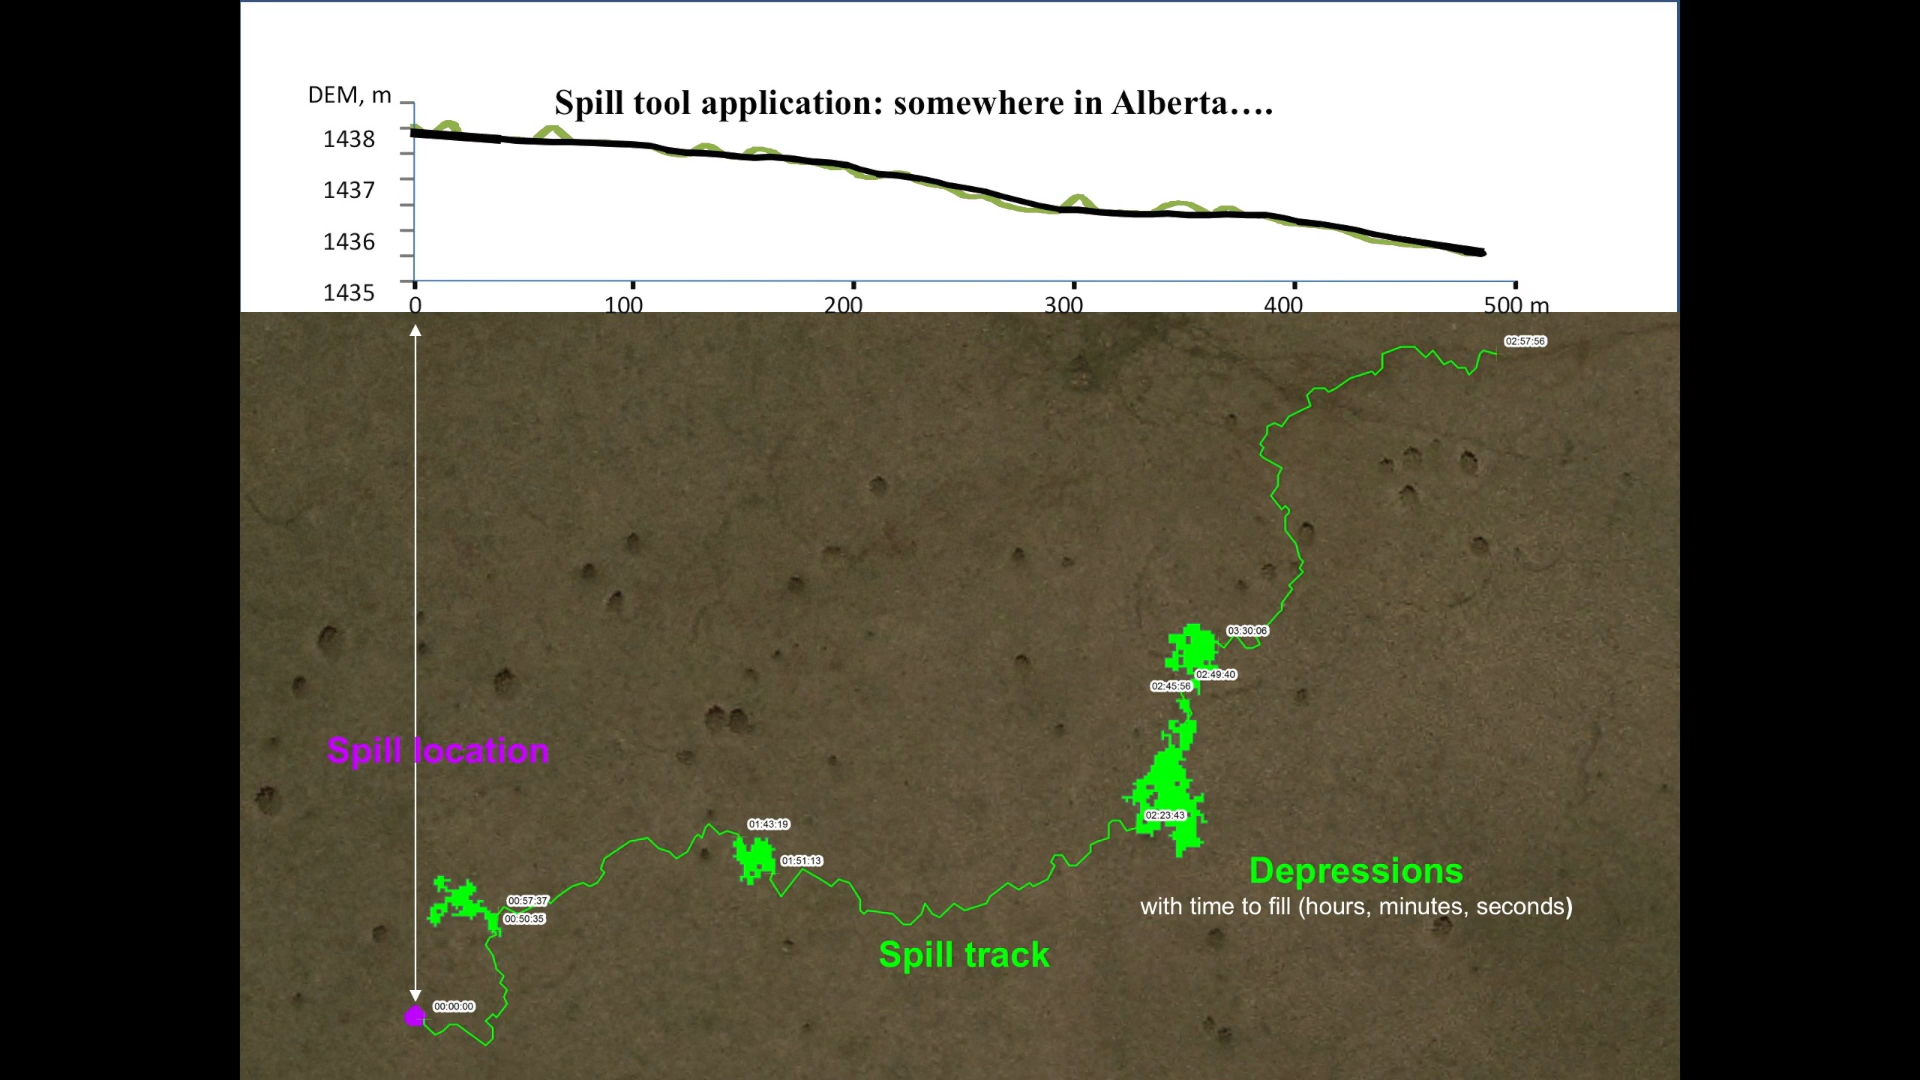 Spill tool application: somewhere in Alberta….
DEM, m
1438
1437
1436
1435
0 100 200 300 400 500 m
02:57:56
03:30:06
02:49:40
02:45:56
Spill location
02:23:43
01:43:19
01:51:13
Depressions
with time to fill (hours, minutes, seconds)
00:57:37
00:50:35
Spill track
00:00:00